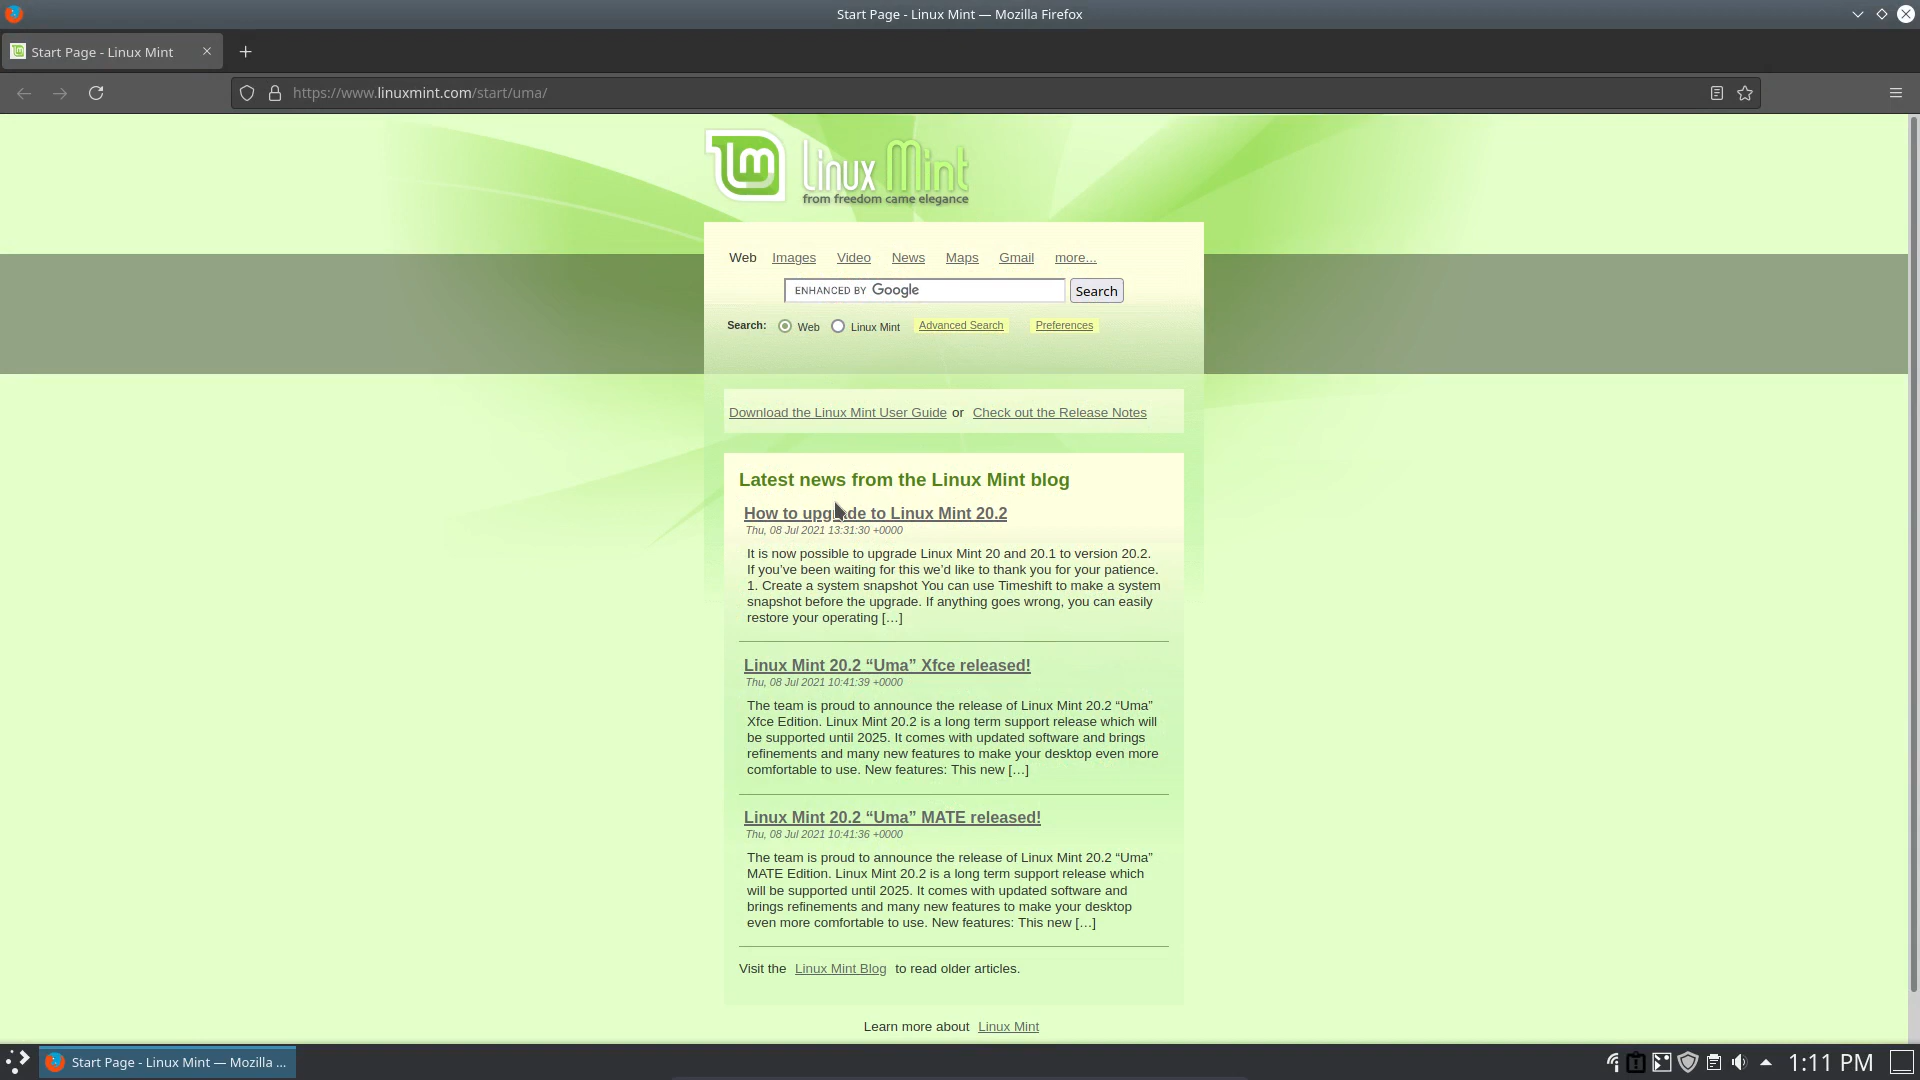 Start Page - Linux Mint — Mozilla Firefox
Start Page - Linux Mint
https://www.linuxmint.com/start/uma/
Linux Mint
from freedom came elegance
Web Images Video News Maps Gmail more...
ENHANCED BY Google Search
Search: Web Linux Mint Advanced Search Preferences
Download the Linux Mint User Guide or Check out the Release Notes
Latest news from the Linux Mint blog
How to upgrade to Linux Mint 20.2
Thu, 08 Jul 2021 13:31:30 +0000
It is now possible to upgrade Linux Mint 20 and 20.1 to version 20.2.
If you’ve been waiting for this we’d like to thank you for your patience.
1. Create a system snapshot You can use Timeshift to make a system
snapshot before the upgrade. If anything goes wrong, you can easily
restore your operating […]
Linux Mint 20.2 “Uma” Xfce released!
Thu, 08 Jul 2021 10:41:39 +0000
The team is proud to announce the release of Linux Mint 20.2 “Uma”
Xfce Edition. Linux Mint 20.2 is a long term support release which will
be supported until 2025. It comes with updated software and brings
refinements and many new features to make your desktop even more
comfortable to use. New features: This new […]
Linux Mint 20.2 “Uma” MATE released!
Thu, 08 Jul 2021 10:41:36 +0000
The team is proud to announce the release of Linux Mint 20.2 “Uma”
MATE Edition. Linux Mint 20.2 is a long term support release which
will be supported until 2025. It comes with updated software and
brings refinements and many new features to make your desktop
even more comfortable to use. New features: This new […]
Visit the Linux Mint Blog to read older articles.
Learn more about Linux Mint
Start Page - Linux Mint — Mozilla ...
1:11 PM